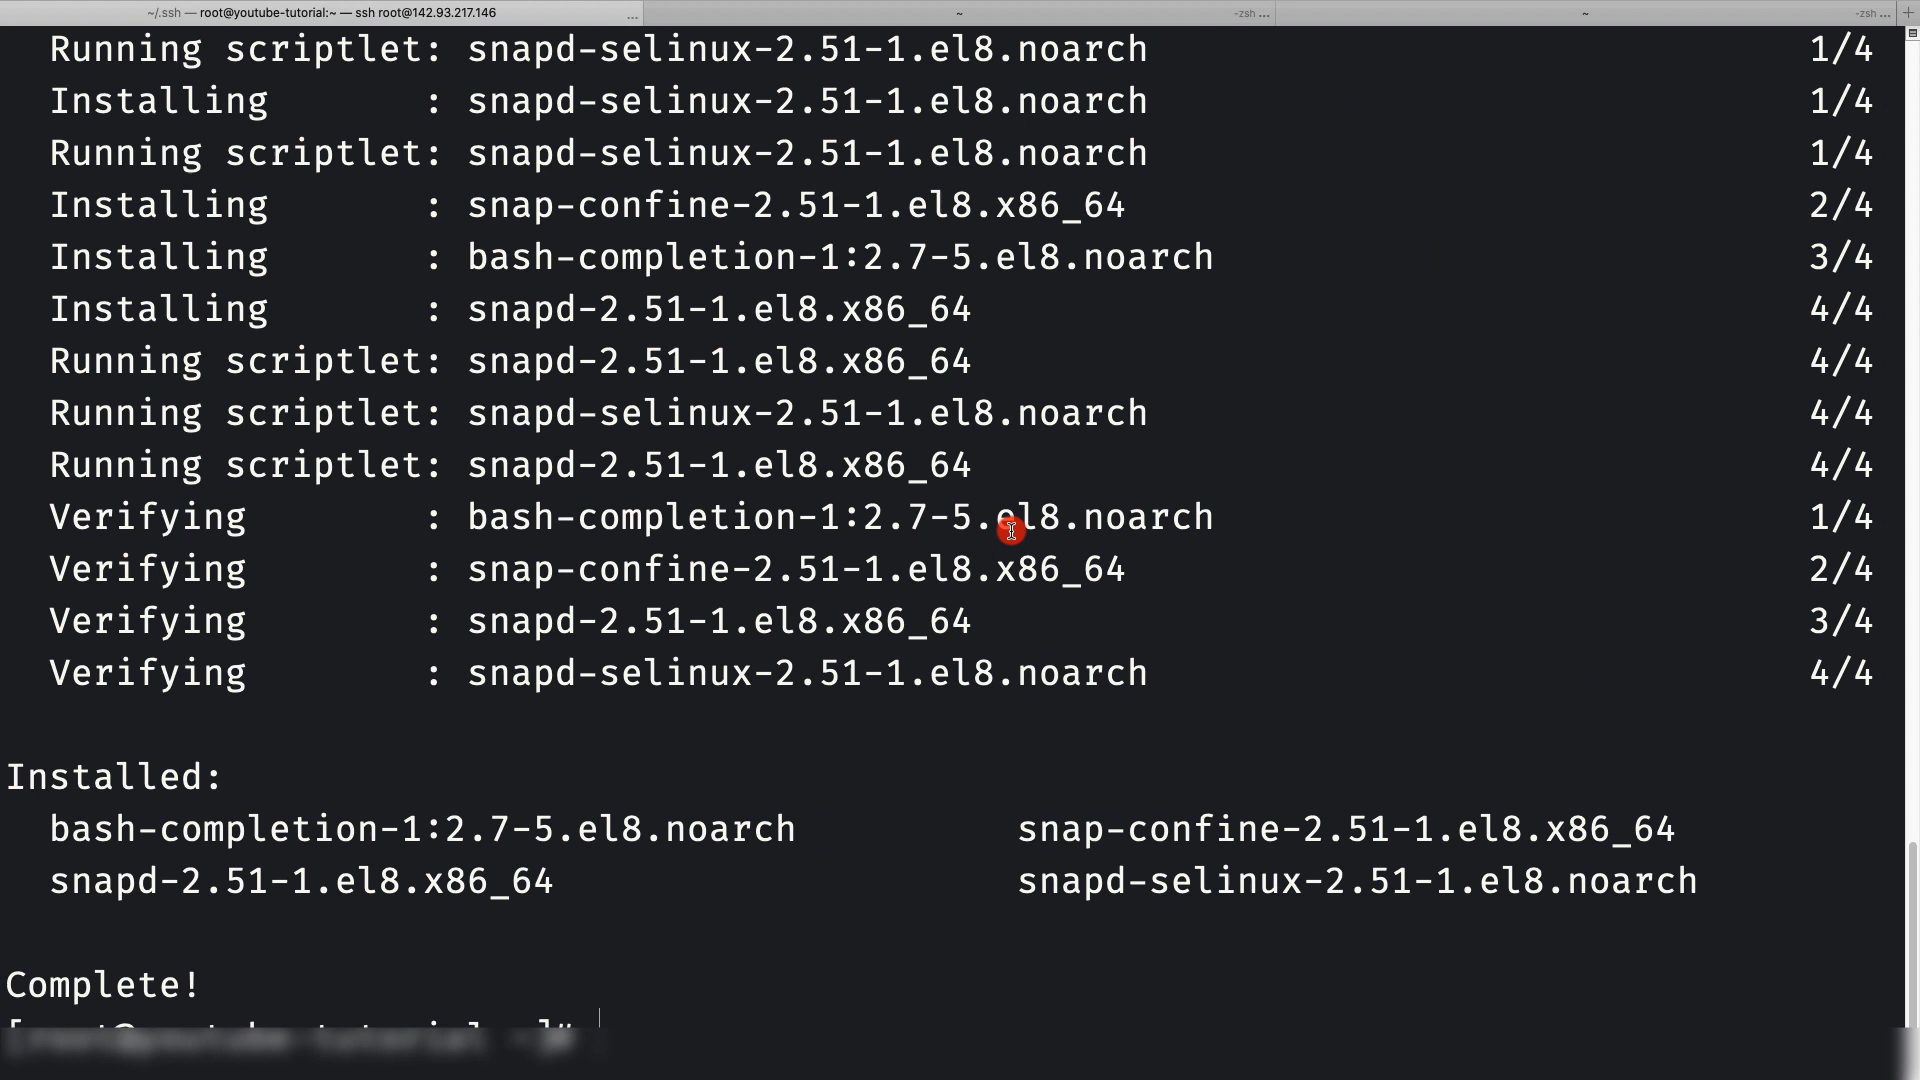 ~/.ssh — root@youtube-tutorial:~ — ssh root@142.93.217.146 ... ~ -zsh ... ~ -zsh ... +
Running scriptlet: snapd-selinux-2.51-1.el8.noarch 1/4
Installing : snapd-selinux-2.51-1.el8.noarch 1/4
Running scriptlet: snapd-selinux-2.51-1.el8.noarch 1/4
Installing : snap-confine-2.51-1.el8.x86_64 2/4
Installing : bash-completion-1:2.7-5.el8.noarch 3/4
Installing : snapd-2.51-1.el8.x86_64 4/4
Running scriptlet: snapd-2.51-1.el8.x86_64 4/4
Running scriptlet: snapd-selinux-2.51-1.el8.noarch 4/4
Running scriptlet: snapd-2.51-1.el8.x86_64 4/4
Verifying : bash-completion-1:2.7-5.el8.noarch 1/4
Verifying : snap-confine-2.51-1.el8.x86_64 2/4
Verifying : snapd-2.51-1.el8.x86_64 3/4
Verifying : snapd-selinux-2.51-1.el8.noarch 4/4
Installed:
bash-completion-1:2.7-5.el8.noarch snap-confine-2.51-1.el8.x86_64
snapd-2.51-1.el8.x86_64 snapd-selinux-2.51-1.el8.noarch
Complete!
[root@youtube-tutorial ~]#